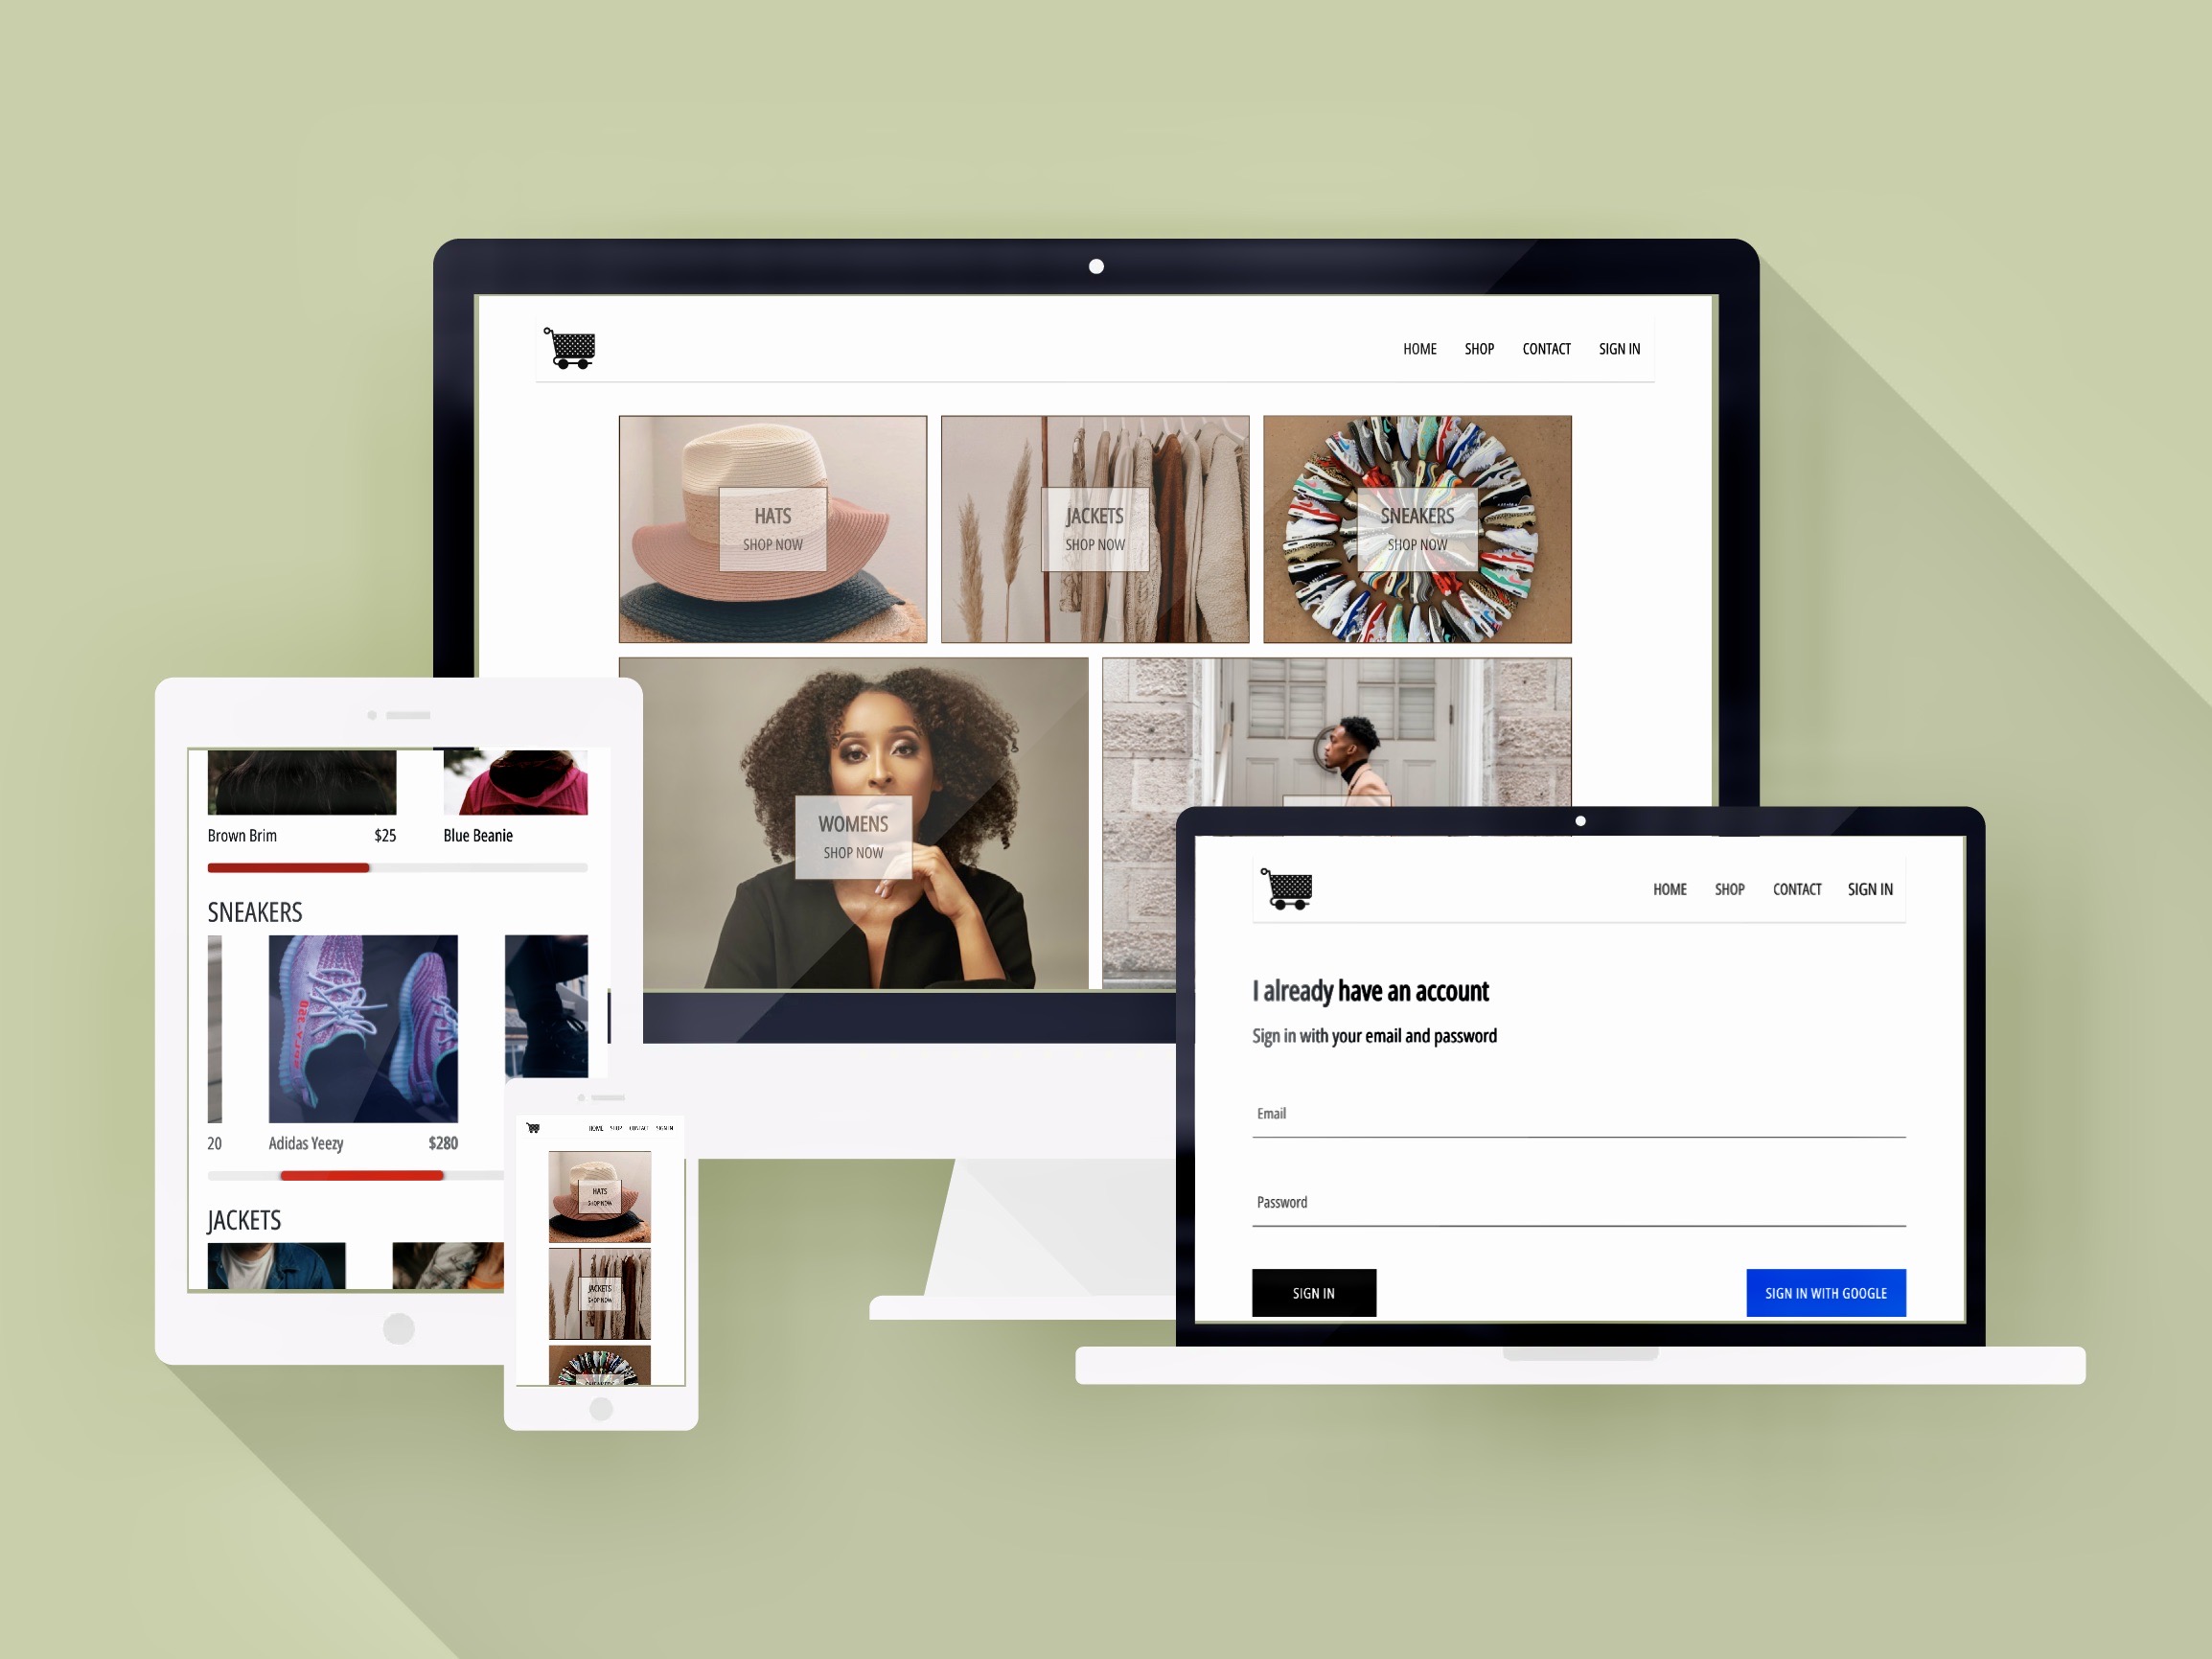 HOME SHOP CONTACT SIGN IN
HATS
SHOP NOW
JACKETS
SHOP NOW
SNEAKERS
SHOP NOW
WOMENS
SHOP NOW
Brown Brim $25 Blue Beanie
SNEAKERS
20 Adidas Yeezy $280
JACKETS
HOME SHOP CONTACT SIGN IN
HATS
SHOP NOW
JACKETS
SHOP NOW
HOME SHOP CONTACT SIGN IN
I already have an account
Sign in with your email and password
Email
Password
SIGN IN SIGN IN WITH GOOGLE